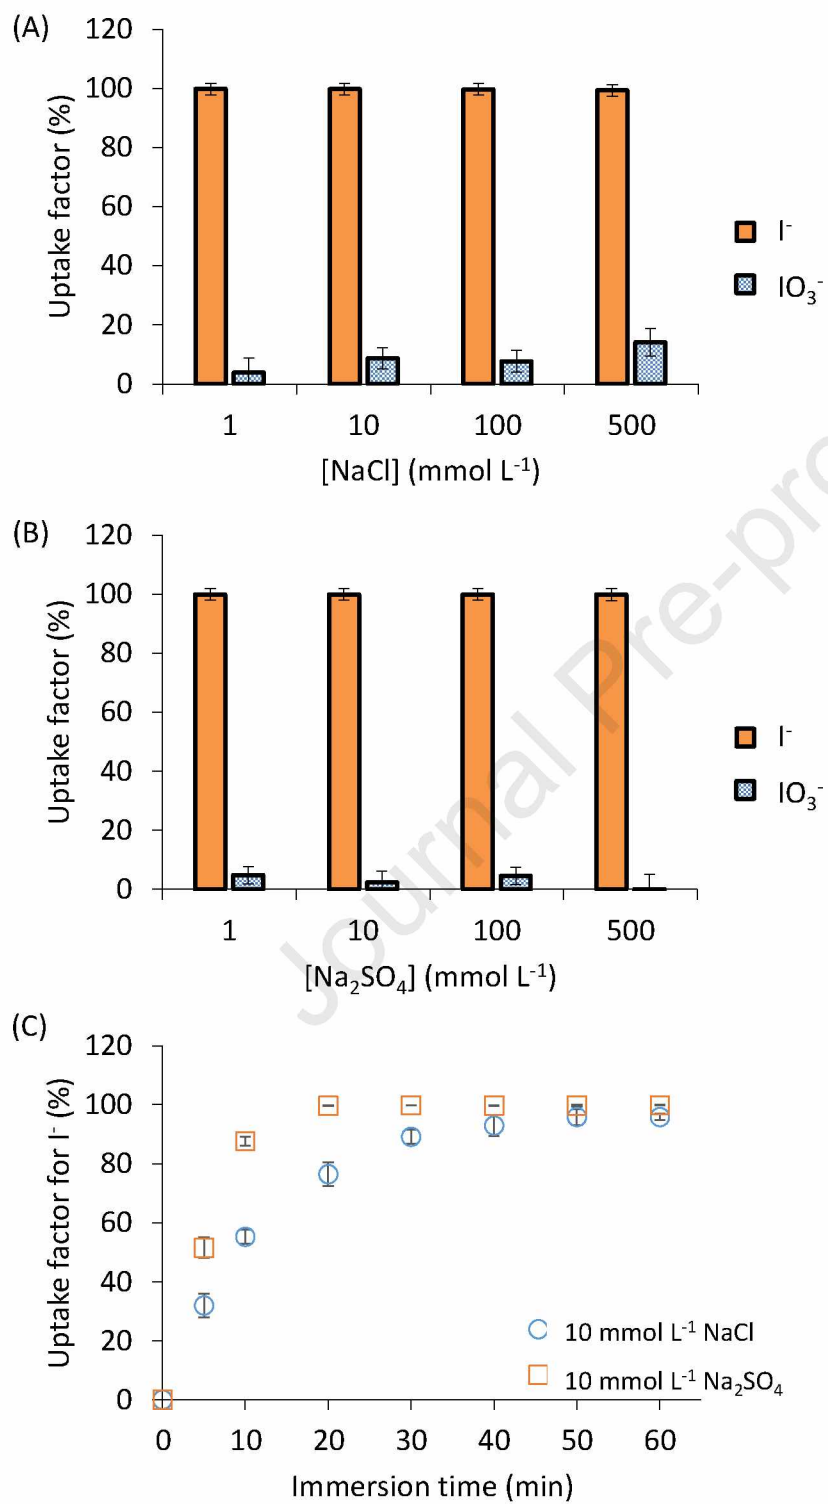 (A)
120
100
80
60
40
20
0
Uptake factor (%)
1 10 100 500
[NaCl] (mmol L⁻¹)
I⁻
IO₃⁻
(B)
120
100
80
60
40
20
0
Uptake factor (%)
1 10 100 500
[Na₂SO₄] (mmol L⁻¹)
I⁻
IO₃⁻
Journal Pre-pro
(C)
120
100
80
60
40
20
0
Uptake factor for I⁻ (%)
10 mmol L⁻¹ NaCl
10 mmol L⁻¹ Na₂SO₄
0 10 20 30 40 50 60
Immersion time (min)